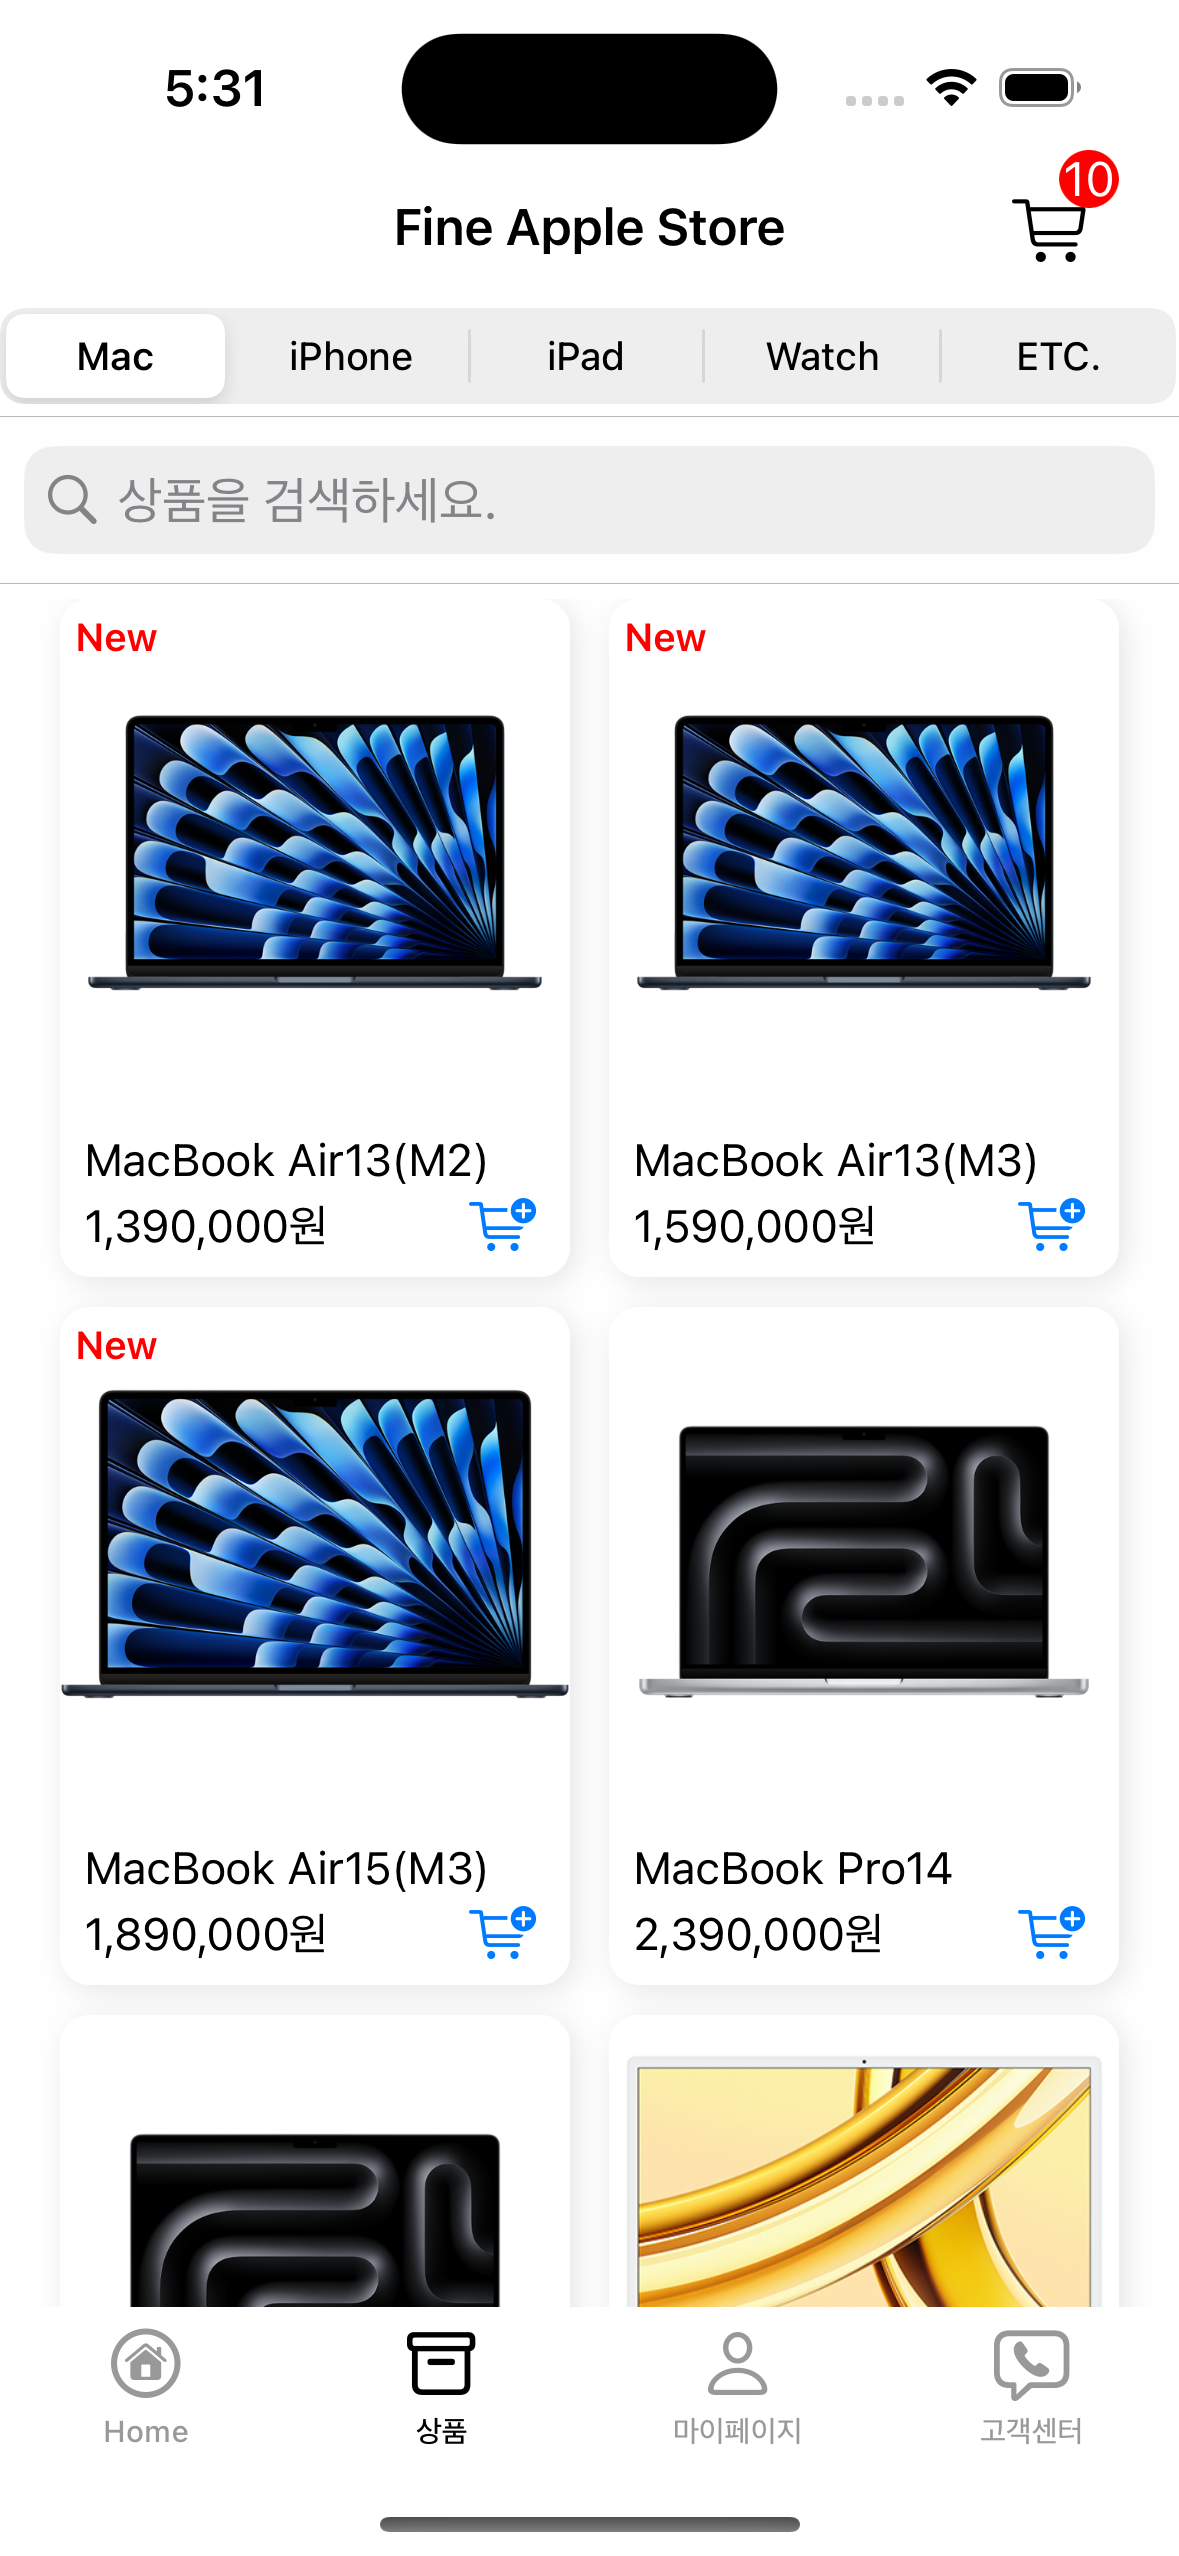 5:31
10
Fine Apple Store
Mac iPhone iPad Watch ETC.
상품을 검색하세요.
New New
MacBook Air13(M2) MacBook Air13(M3)
1,390,000원 1,590,000원
New
MacBook Air15(M3) MacBook Pro14
1,890,000원 2,390,000원
Home 상품 마이페이지 고객센터